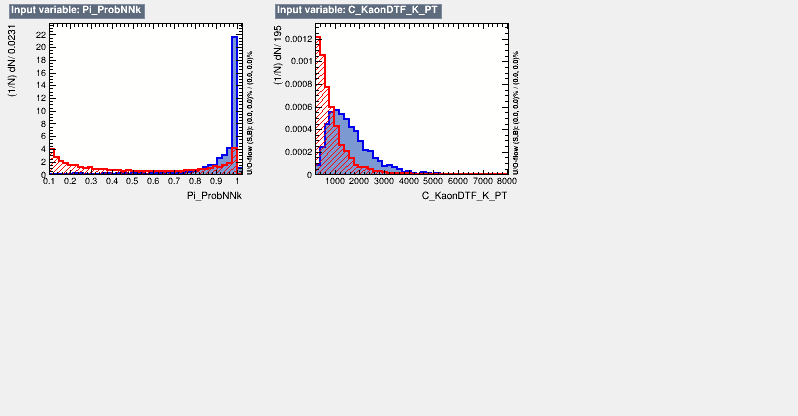 Input variable: Pi_ProbNNk
(1/N) dN/ 0.0231
22
20
18
16
14
12
10
8
6
4
2
0
0.1 0.2 0.3 0.4 0.5 0.6 0.7 0.8 0.9 1
Pi_ProbNNk
U/O-flow (S,B): (0.0, 0.0)% / (0.0, 0.0)%
Input variable: C_KaonDTF_K_PT
(1/N) dN/ 195
0.0012
0.001
0.0008
0.0006
0.0004
0.0002
0
1000 2000 3000 4000 5000 6000 7000 8000
C_KaonDTF_K_PT
U/O-flow (S,B): (0.0, 0.0)% / (0.0, 0.0)%